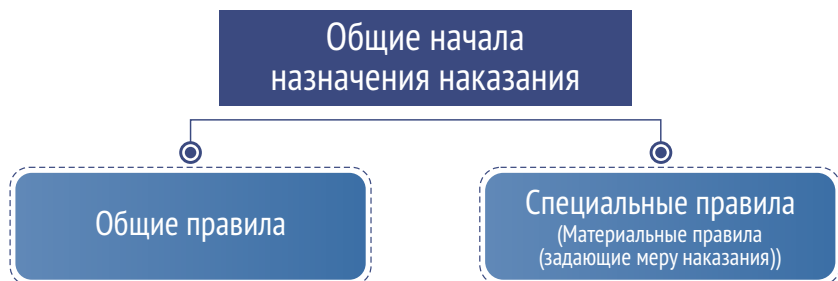 Общие начала
назначения наказания
Общие правила
Специальные правила
(Материальные правила
(задающие меру наказания))